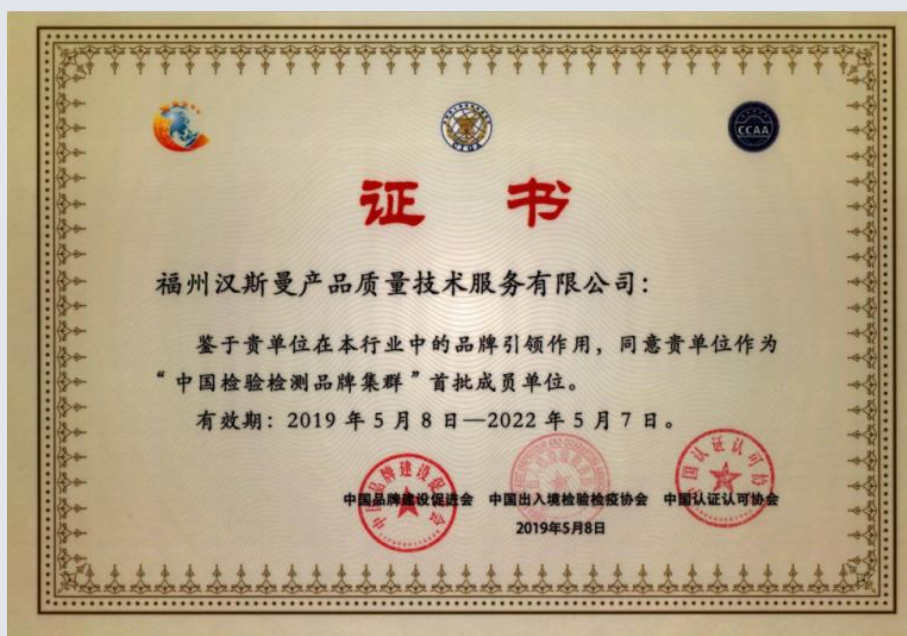 CCAA
证 书
福州汉斯曼产品质量技术服务有限公司：
鉴于贵单位在本行业中的品牌引领作用，同意贵单位作为
“中国检验检测品牌集群”首批成员单位。
有效期：2019年5月8日—2022年5月7日。
中国品牌建设促进会 中国出入境检验检疫协会 中国认证认可协会
2019年5月8日